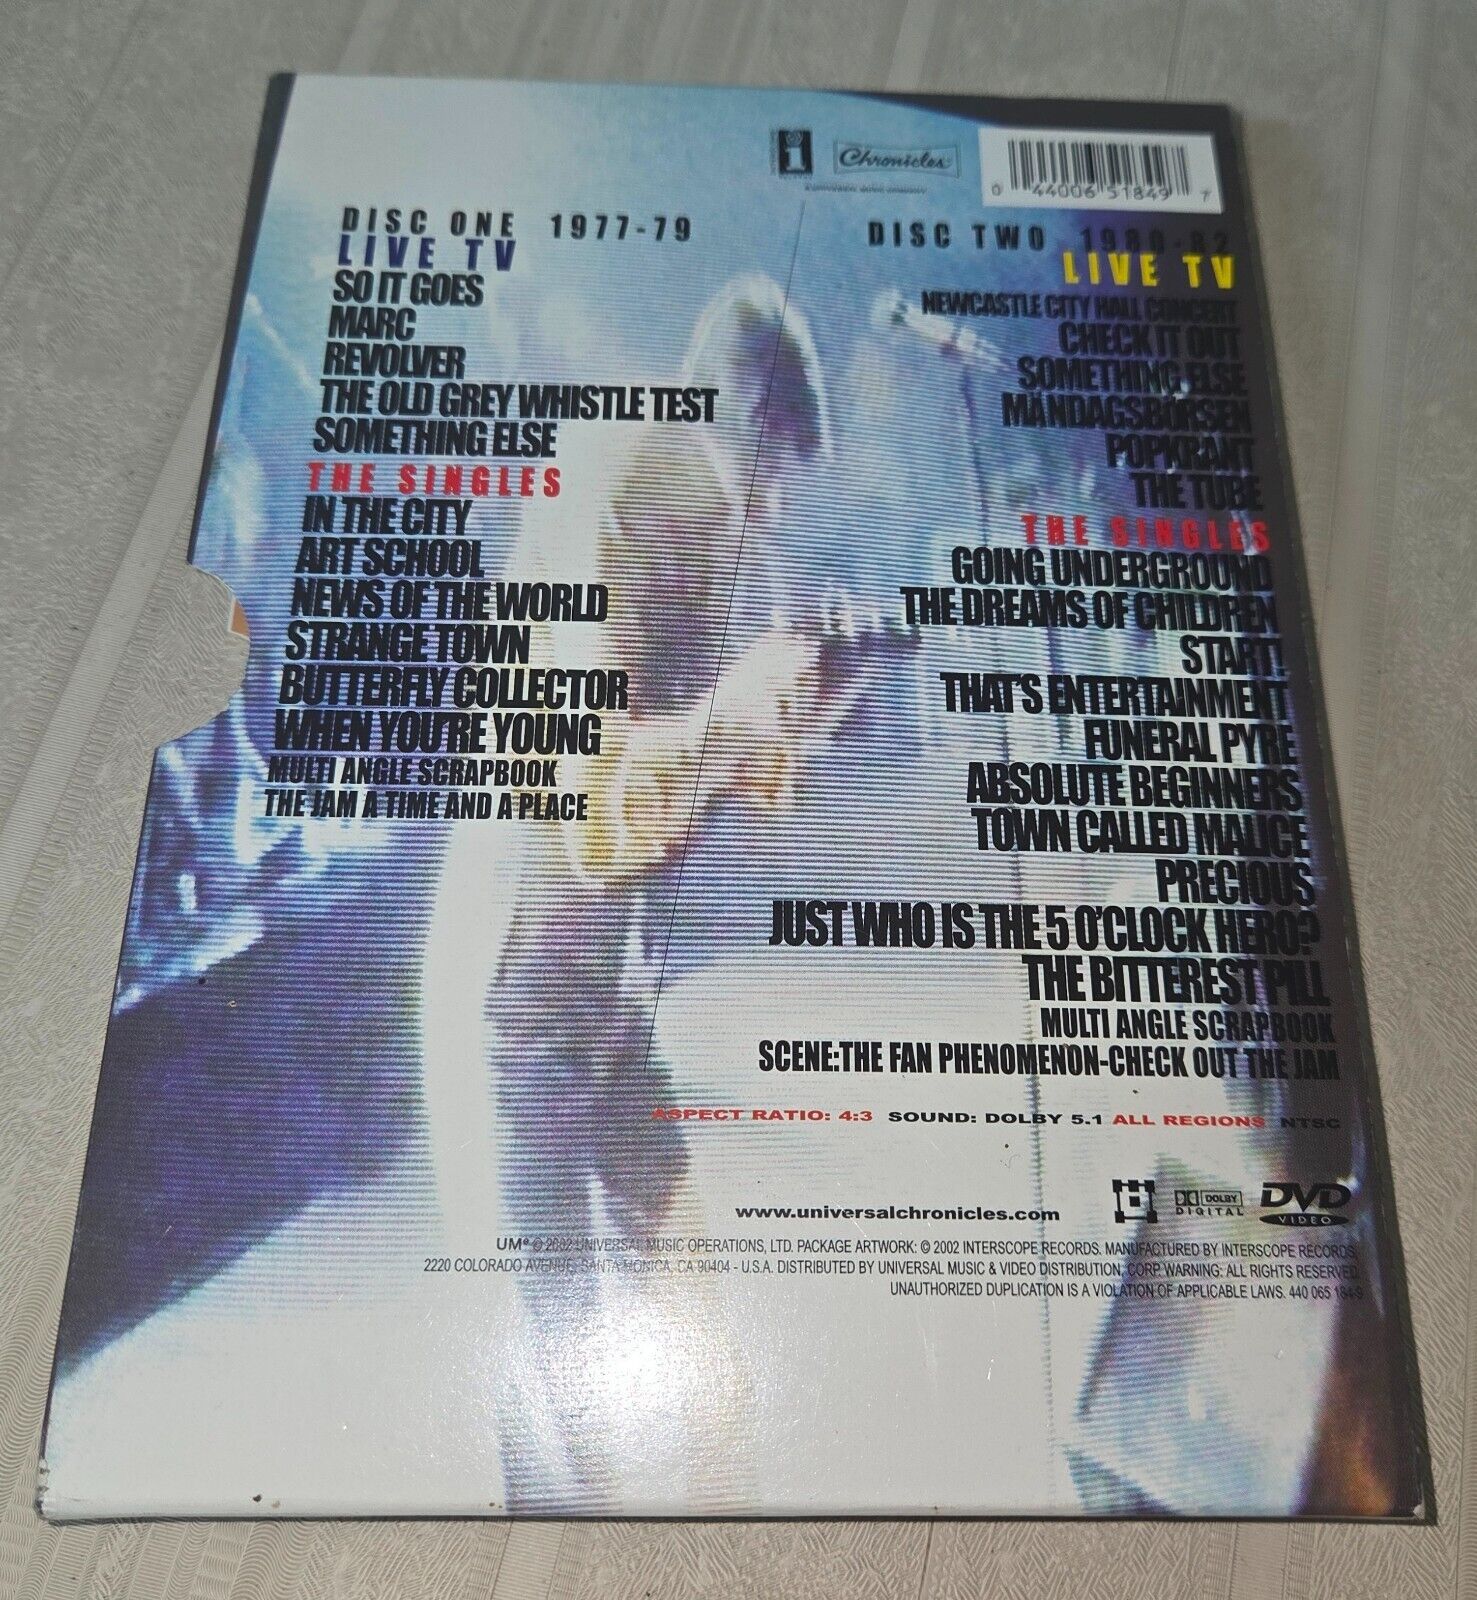 i
Chronicles
0 44006 51849 7
DISC ONE 1977-79
LIVE TV
SO IT GOES
MARC
REVOLVER
THE OLD GREY WHISTLE TEST
SOMETHING ELSE
THE SINGLES
IN THE CITY
ART SCHOOL
NEWS OF THE WORLD
STRANGE TOWN
BUTTERFLY COLLECTOR
WHEN YOU'RE YOUNG
MULTI ANGLE SCRAPBOOK
THE JAM A TIME AND A PLACE
DISC TWO 1980-82
LIVE TV
NEWCASTLE CITY HALL CONCERT
CHECK IT OUT
SOMETHING ELSE
MANDAGSBÖRSEN
POPKRANT
THE TUBE
THE SINGLES
GOING UNDERGROUND
THE DREAMS OF CHILDREN
START!
THAT'S ENTERTAINMENT
FUNERAL PYRE
ABSOLUTE BEGINNERS
TOWN CALLED MALICE
PRECIOUS
JUST WHO IS THE 5 O'CLOCK HERO?
THE BITTEREST PILL
MULTI ANGLE SCRAPBOOK
SCENE:THE FAN PHENOMENON-CHECK OUT THE JAM
ASPECT RATIO: 4:3 SOUND: DOLBY 5.1 ALL REGIONS NTSC
www.universalchronicles.com
DOLBY
DIGITAL
DVD
VIDEO
UMe © 2002 UNIVERSAL MUSIC OPERATIONS, LTD. PACKAGE ARTWORK: © 2002 INTERSCOPE RECORDS. MANUFACTURED BY INTERSCOPE RECORDS,
2220 COLORADO AVENUE, SANTA MONICA, CA 90404 - U.S.A. DISTRIBUTED BY UNIVERSAL MUSIC & VIDEO DISTRIBUTION, CORP. WARNING: ALL RIGHTS RESERVED.
UNAUTHORIZED DUPLICATION IS A VIOLATION OF APPLICABLE LAWS. 440 065 184-9